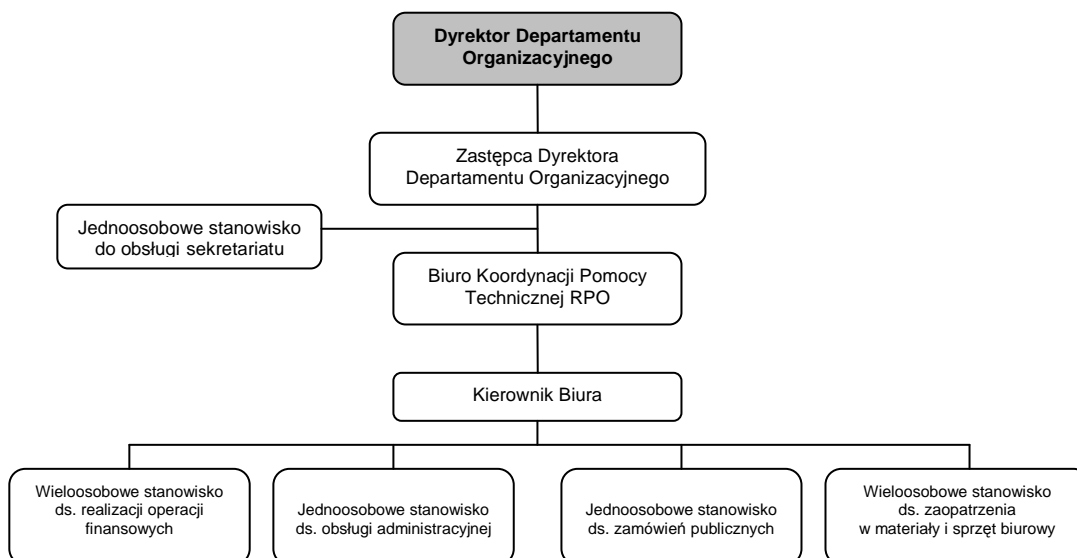 Dyrektor Departamentu
Organizacyjnego
Zastępca Dyrektora
Departamentu Organizacyjnego
Jednoosobowe stanowisko
do obsługi sekretariatu
Biuro Koordynacji Pomocy
Technicznej RPO
Kierownik Biura
Wieloosobowe stanowisko
ds. realizacji operacji
finansowych
Jednoosobowe stanowisko
ds. obsługi administracyjnej
Jednoosobowe stanowisko
ds. zamówień publicznych
Wieloosobowe stanowisko
ds. zaopatrzenia
w materiały i sprzęt biurowy